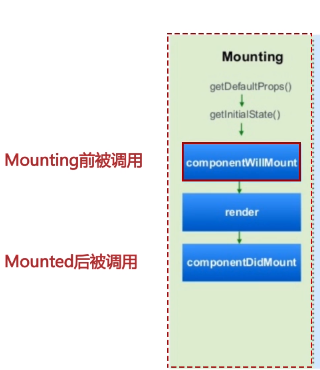 Mounting
getDefaultProps()
getInitialState()
Mounting前被调用
componentWillMount
render
Mounted后被调用
componentDidMount